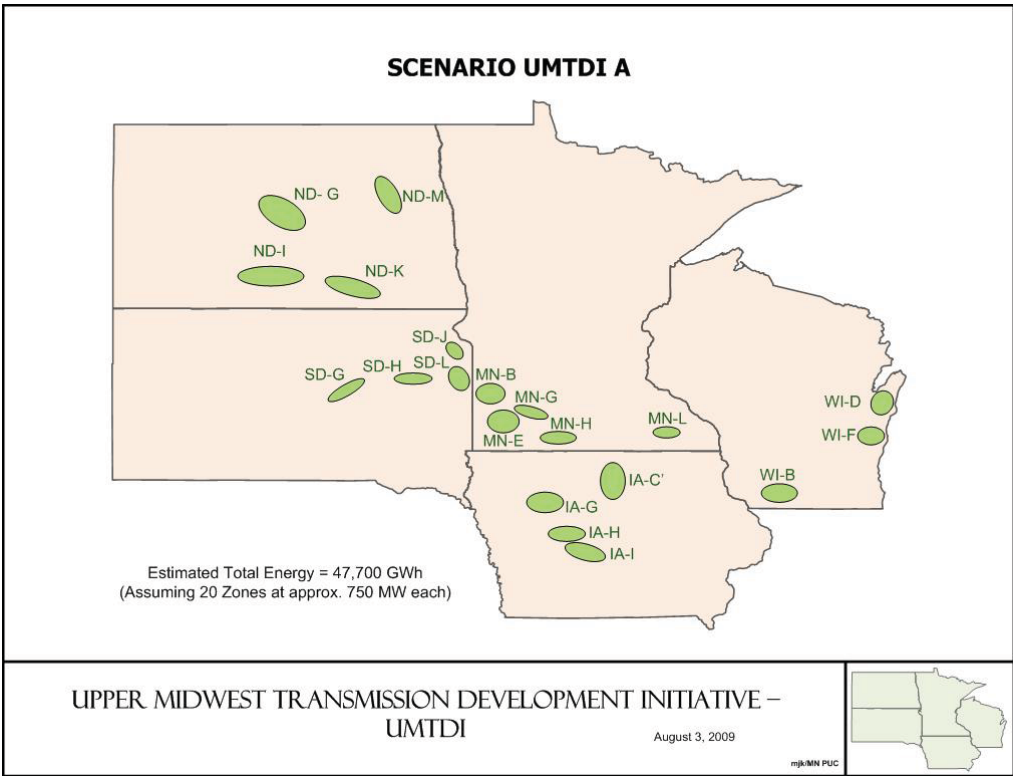 SCENARIO UMTDI A
ND- G
ND-M
ND-I
ND-K
SD-J
SD-H
SD-L
SD-G
MN-B
MN-G
MN-H
MN-E
MN-L
WI-D
WI-F
WI-B
IA-C'
IA-G
IA-H
IA-I
Estimated Total Energy = 47,700 GWh
(Assuming 20 Zones at approx. 750 MW each)
UPPER MIDWEST TRANSMISSION DEVELOPMENT INITIATIVE –
UMTDI
August 3, 2009
mjk/MN PUC